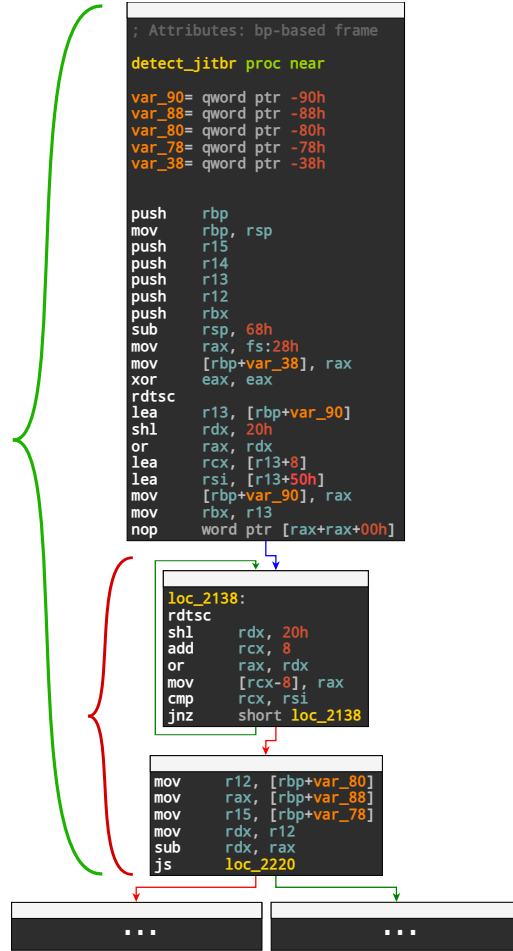 ; Attributes: bp-based frame
detect_jitbr proc near
var_90= qword ptr -90h
var_88= qword ptr -88h
var_80= qword ptr -80h
var_78= qword ptr -78h
var_38= qword ptr -38h
push rbp
mov rbp, rsp
push r15
push r14
push r13
push r12
push rbx
sub rsp, 68h
mov rax, fs:28h
mov [rbp+var_38], rax
xor eax, eax
rdtsc
lea r13, [rbp+var_90]
shl rdx, 20h
or rax, rdx
lea rcx, [r13+8]
lea rsi, [r13+50h]
mov [rbp+var_90], rax
mov rbx, r13
nop word ptr [rax+rax+00h]
loc_2138:
rdtsc
shl rdx, 20h
add rcx, 8
or rax, rdx
mov [rcx-8], rax
cmp rcx, rsi
jnz short loc_2138
mov r12, [rbp+var_80]
mov rax, [rbp+var_88]
mov r15, [rbp+var_78]
mov rdx, r12
sub rdx, rax
js loc_2220
... ...